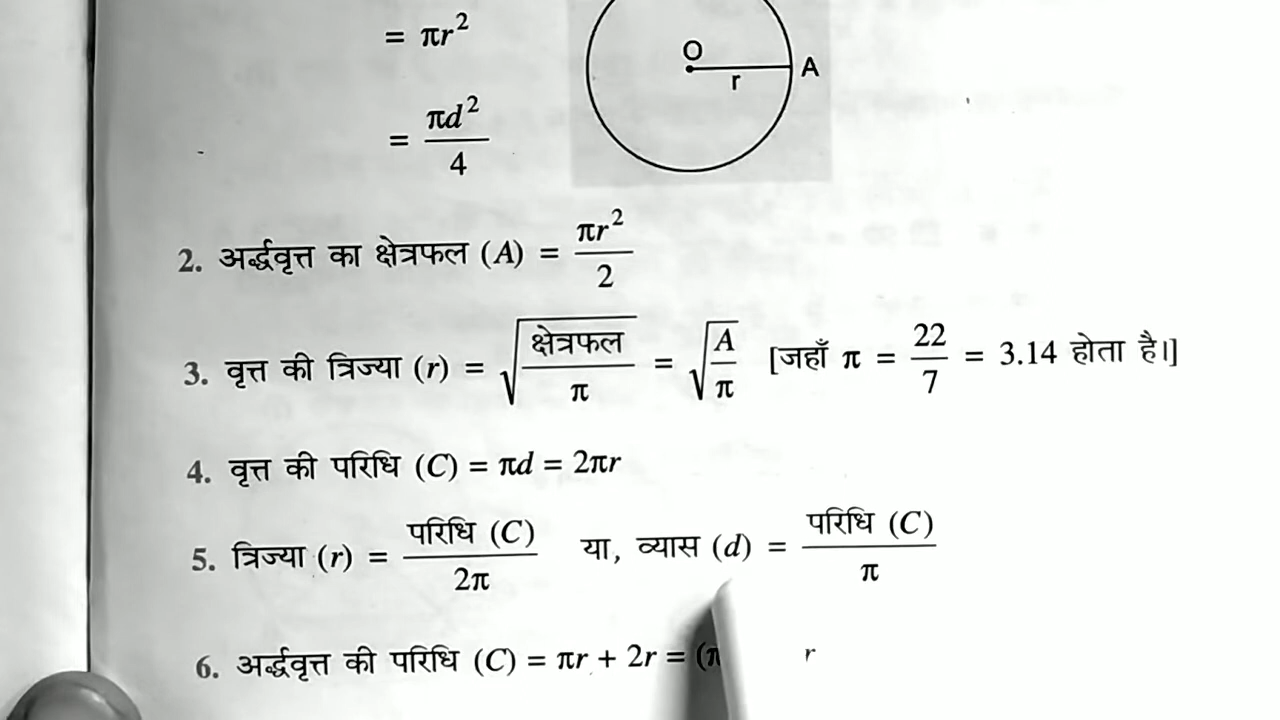 = πr²
O
r
A
= πd²/4
2. अर्द्धवृत्त का क्षेत्रफल (A) = πr²/2
3. वृत्त की त्रिज्या (r) = √(क्षेत्रफल/π) = √(A/π) [जहाँ π = 22/7 = 3.14 होता है।]
4. वृत्त की परिधि (C) = πd = 2πr
5. त्रिज्या (r) = परिधि (C)/2π या, व्यास (d) = परिधि (C)/π
6. अर्द्धवृत्त की परिधि (C) = πr + 2r = (π r